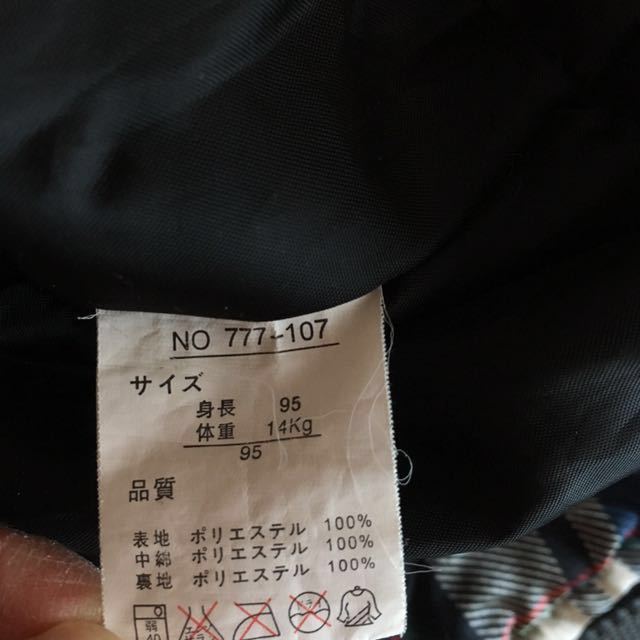 NO 777-107
サイズ
身長 95
体重 14Kg
95
品質
表地 ポリエステル 100%
中綿 ポリエステル 100%
裏地 ポリエステル 100%
弱
40